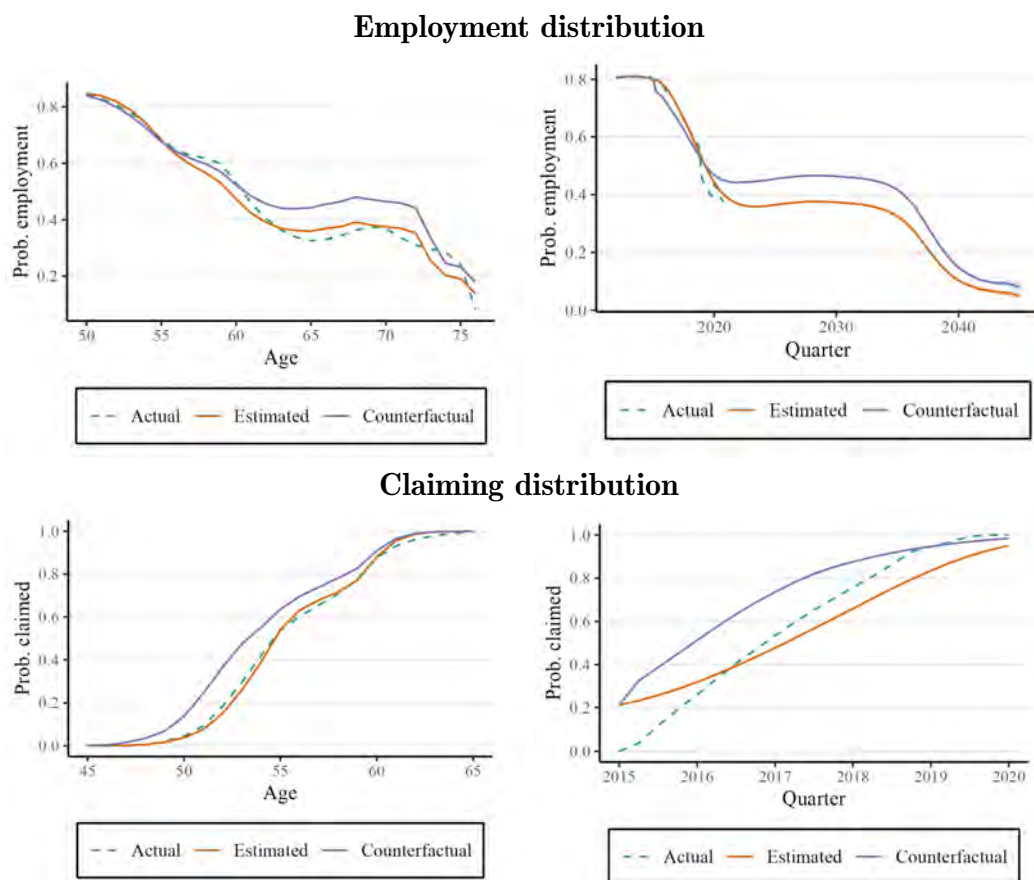 Employment distribution
Prob. employment
0.8
0.6
0.4
0.2
50 55 60 65 70 75
Age
Actual Estimated Counterfactual
Prob. employment
0.8
0.6
0.4
0.2
0.0
2020 2030 2040
Quarter
Actual Estimated Counterfactual
Claiming distribution
Prob. claimed
1.0
0.8
0.6
0.4
0.2
0.0
45 50 55 60 65
Age
Actual Estimated Counterfactual
Prob. claimed
1.0
0.8
0.6
0.4
0.2
0.0
2015 2016 2017 2018 2019 2020
Quarter
Actual Estimated Counterfactual